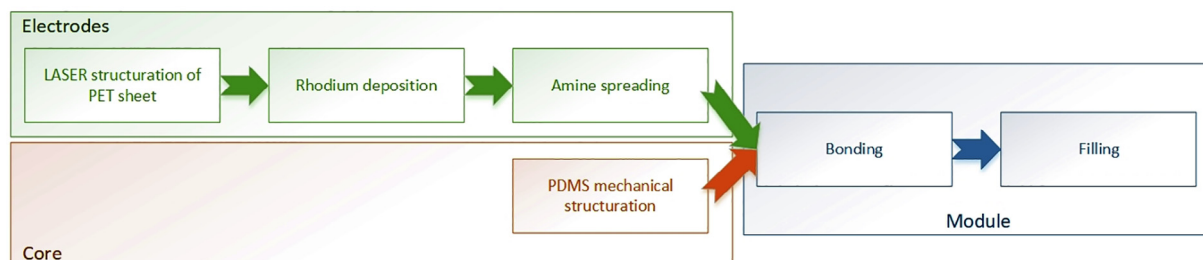 Electrodes
LASER structuration of
PET sheet
Rhodium deposition
Amine spreading
PDMS mechanical
structuration
Core
Bonding
Filling
Module